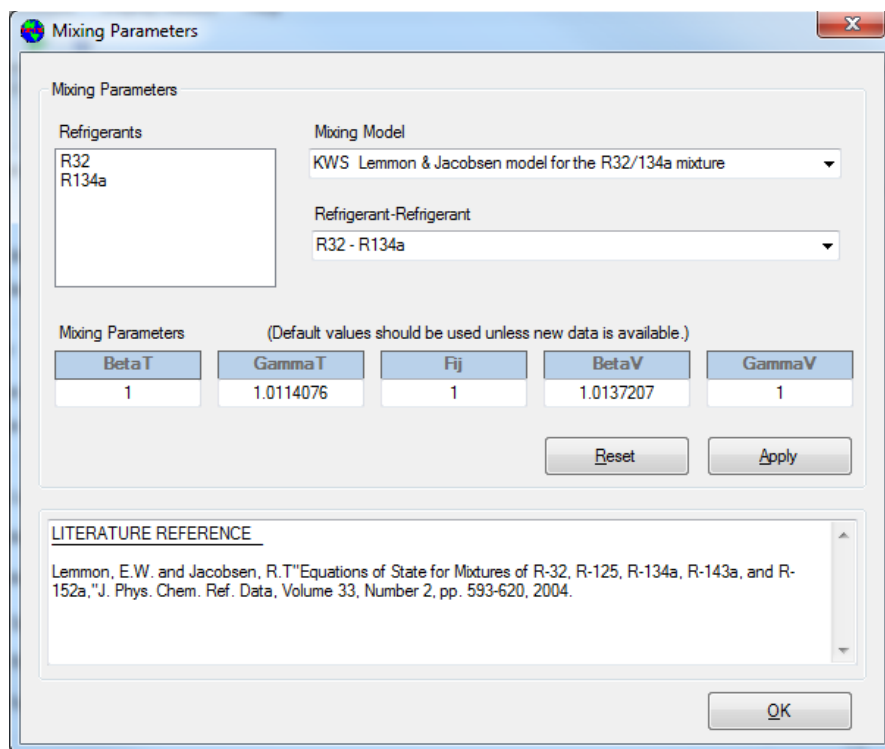 Mixing Parameters
Mixing Parameters
Refrigerants
R32
R134a
Mixing Model
KWS Lemmon & Jacobsen model for the R32/134a mixture
Refrigerant-Refrigerant
R32 - R134a
Mixing Parameters (Default values should be used unless new data is available.)
BetaT GammaT Fij BetaV GammaV
1 1.0114076 1 1.0137207 1
Reset Apply
LITERATURE REFERENCE
Lemmon, E.W. and Jacobsen, R.T"Equations of State for Mixtures of R-32, R-125, R-134a, R-143a, and R-
152a,"J. Phys. Chem. Ref. Data, Volume 33, Number 2, pp. 593-620, 2004.
OK